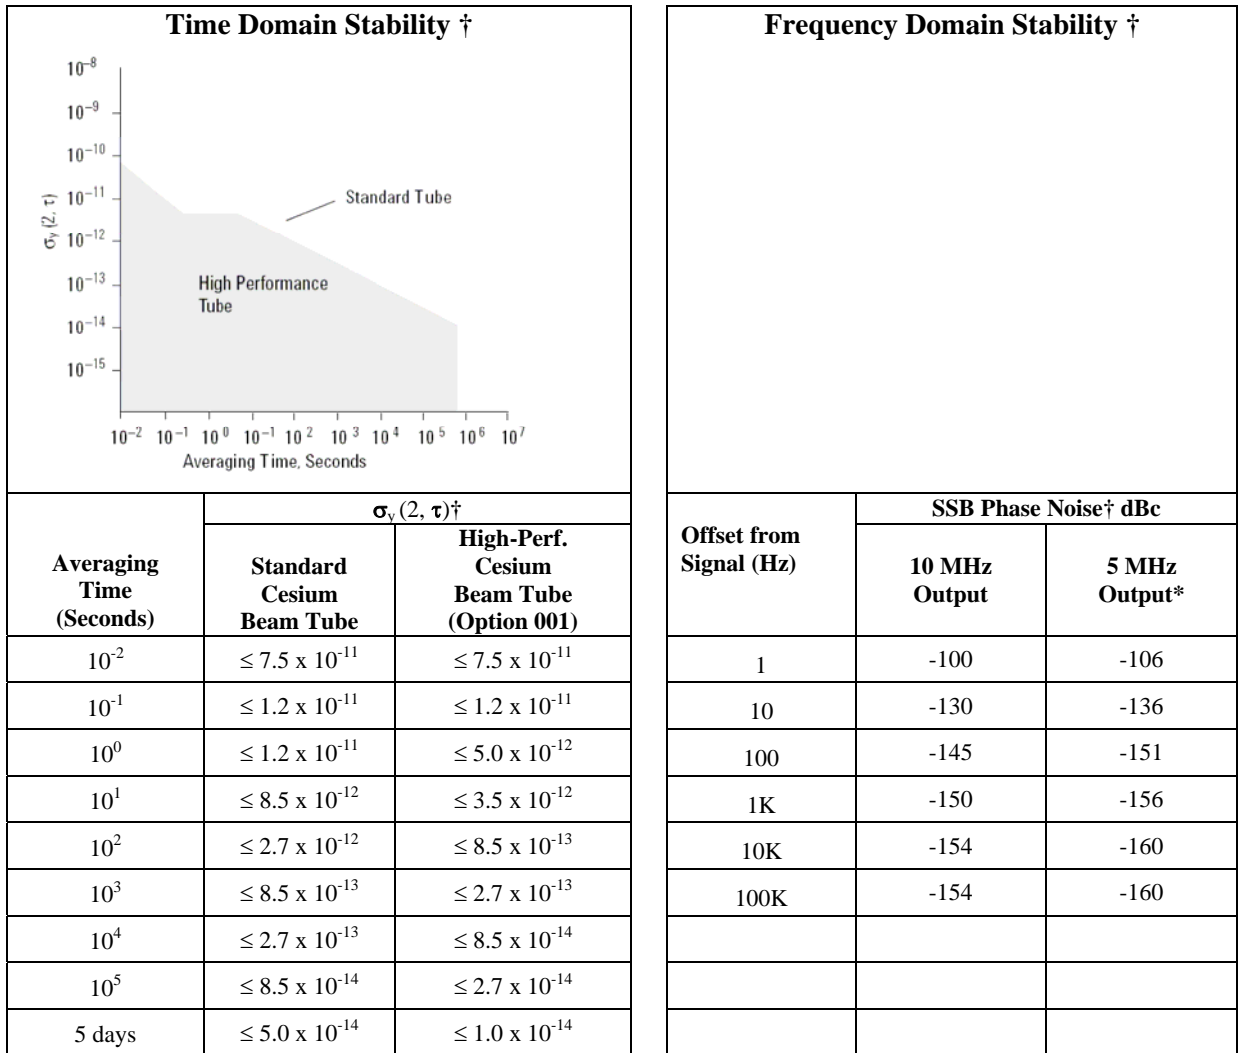 Time Domain Stability †
10⁻⁸
10⁻⁹
10⁻¹⁰
10⁻¹¹
10⁻¹²
10⁻¹³
10⁻¹⁴
10⁻¹⁵
σy (2, τ)
Standard Tube
High Performance
Tube
10⁻² 10⁻¹ 10⁰ 10⁻¹ 10² 10³ 10⁴ 10⁵ 10⁶ 10⁷
Averaging Time, Seconds
Averaging
Time
(Seconds)
σy (2, τ)†
Standard
Cesium
Beam Tube
High-Perf.
Cesium
Beam Tube
(Option 001)
10⁻² ≤ 7.5 x 10⁻¹¹ ≤ 7.5 x 10⁻¹¹
10⁻¹ ≤ 1.2 x 10⁻¹¹ ≤ 1.2 x 10⁻¹¹
10⁰ ≤ 1.2 x 10⁻¹¹ ≤ 5.0 x 10⁻¹²
10¹ ≤ 8.5 x 10⁻¹² ≤ 3.5 x 10⁻¹²
10² ≤ 2.7 x 10⁻¹² ≤ 8.5 x 10⁻¹³
10³ ≤ 8.5 x 10⁻¹³ ≤ 2.7 x 10⁻¹³
10⁴ ≤ 2.7 x 10⁻¹³ ≤ 8.5 x 10⁻¹⁴
10⁵ ≤ 8.5 x 10⁻¹⁴ ≤ 2.7 x 10⁻¹⁴
5 days ≤ 5.0 x 10⁻¹⁴ ≤ 1.0 x 10⁻¹⁴
Frequency Domain Stability †
Offset from
Signal (Hz)
SSB Phase Noise† dBc
10 MHz
Output
5 MHz
Output*
1 -100 -106
10 -130 -136
100 -145 -151
1K -150 -156
10K -154 -160
100K -154 -160